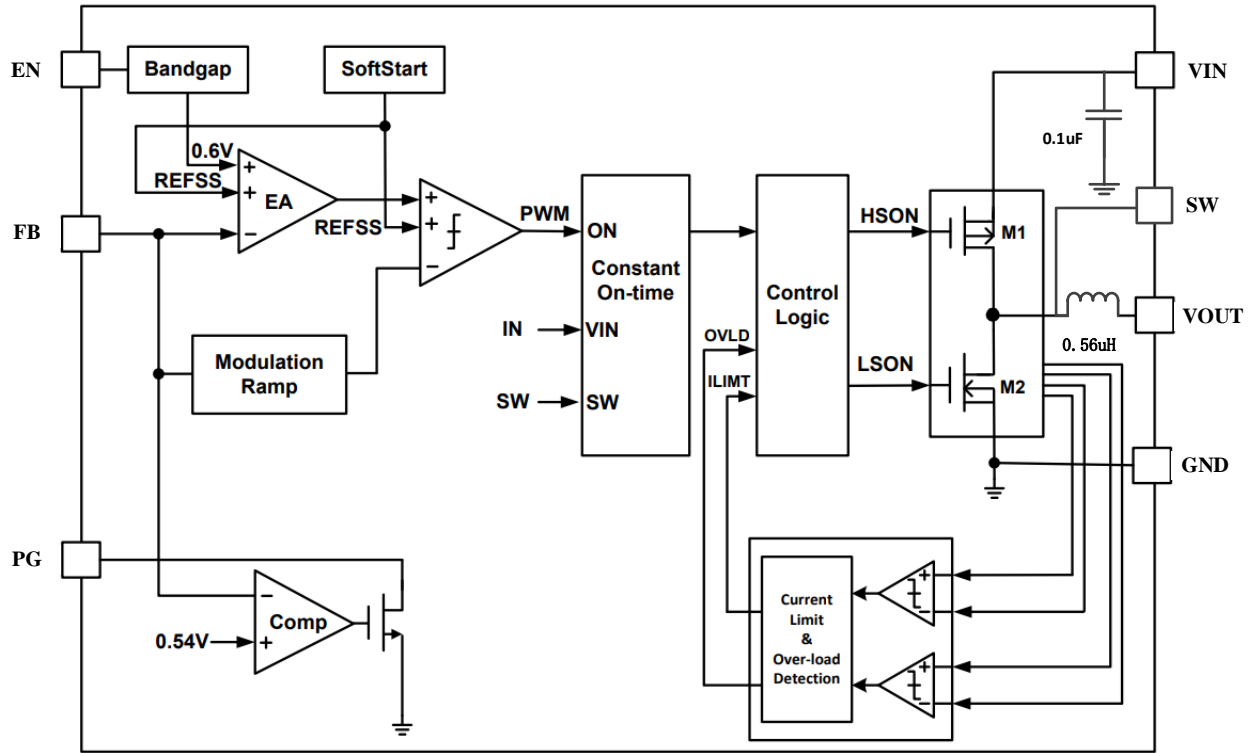 EN
Bandgap
SoftStart
VIN
0.1uF
0.6V
+
REFSS
+
EA
−
REFSS
+
+
−
PWM
ON
Constant
On-time
VIN
SW
IN
SW
Control
Logic
HSON
LSON
OVLD
ILIMT
M1
M2
SW
VOUT
0.56uH
GND
FB
Modulation
Ramp
PG
−
Comp
0.54V
+
Current
Limit
&
Over-load
Detection
+
−
+
−